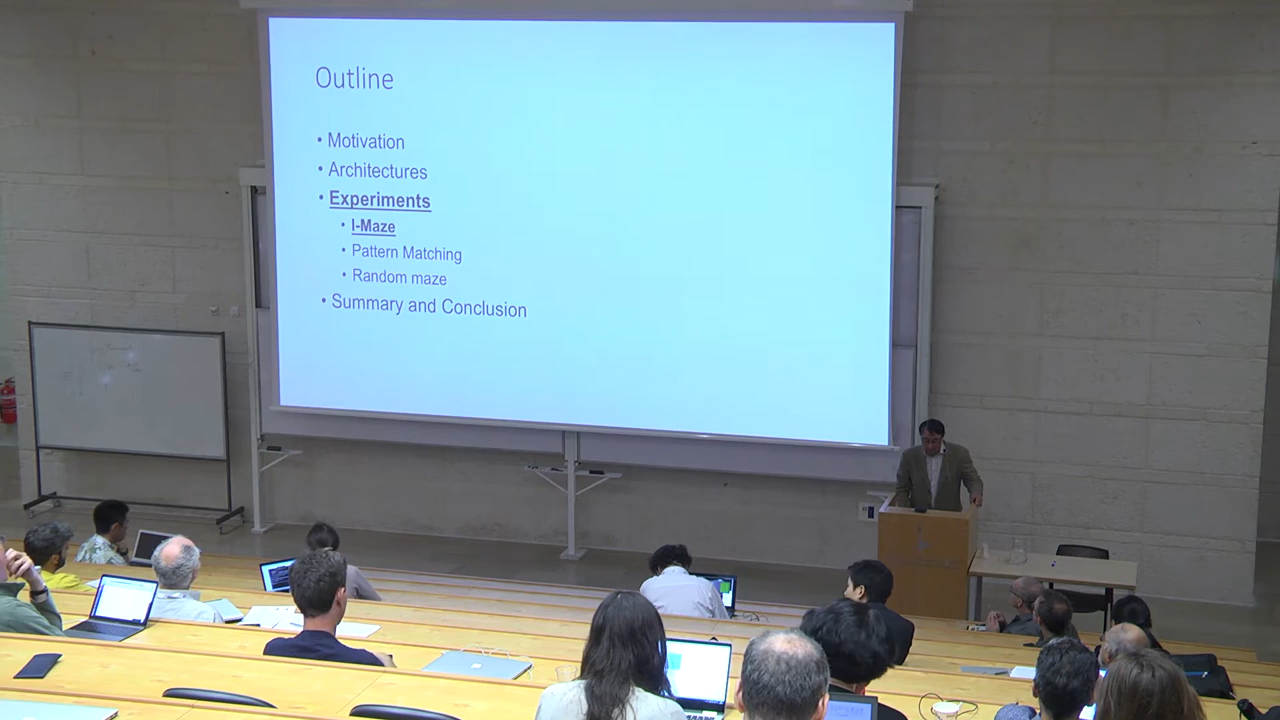 Outline
• Motivation
• Architectures
• Experiments
• I-Maze
• Pattern Matching
• Random maze
• Summary and Conclusion